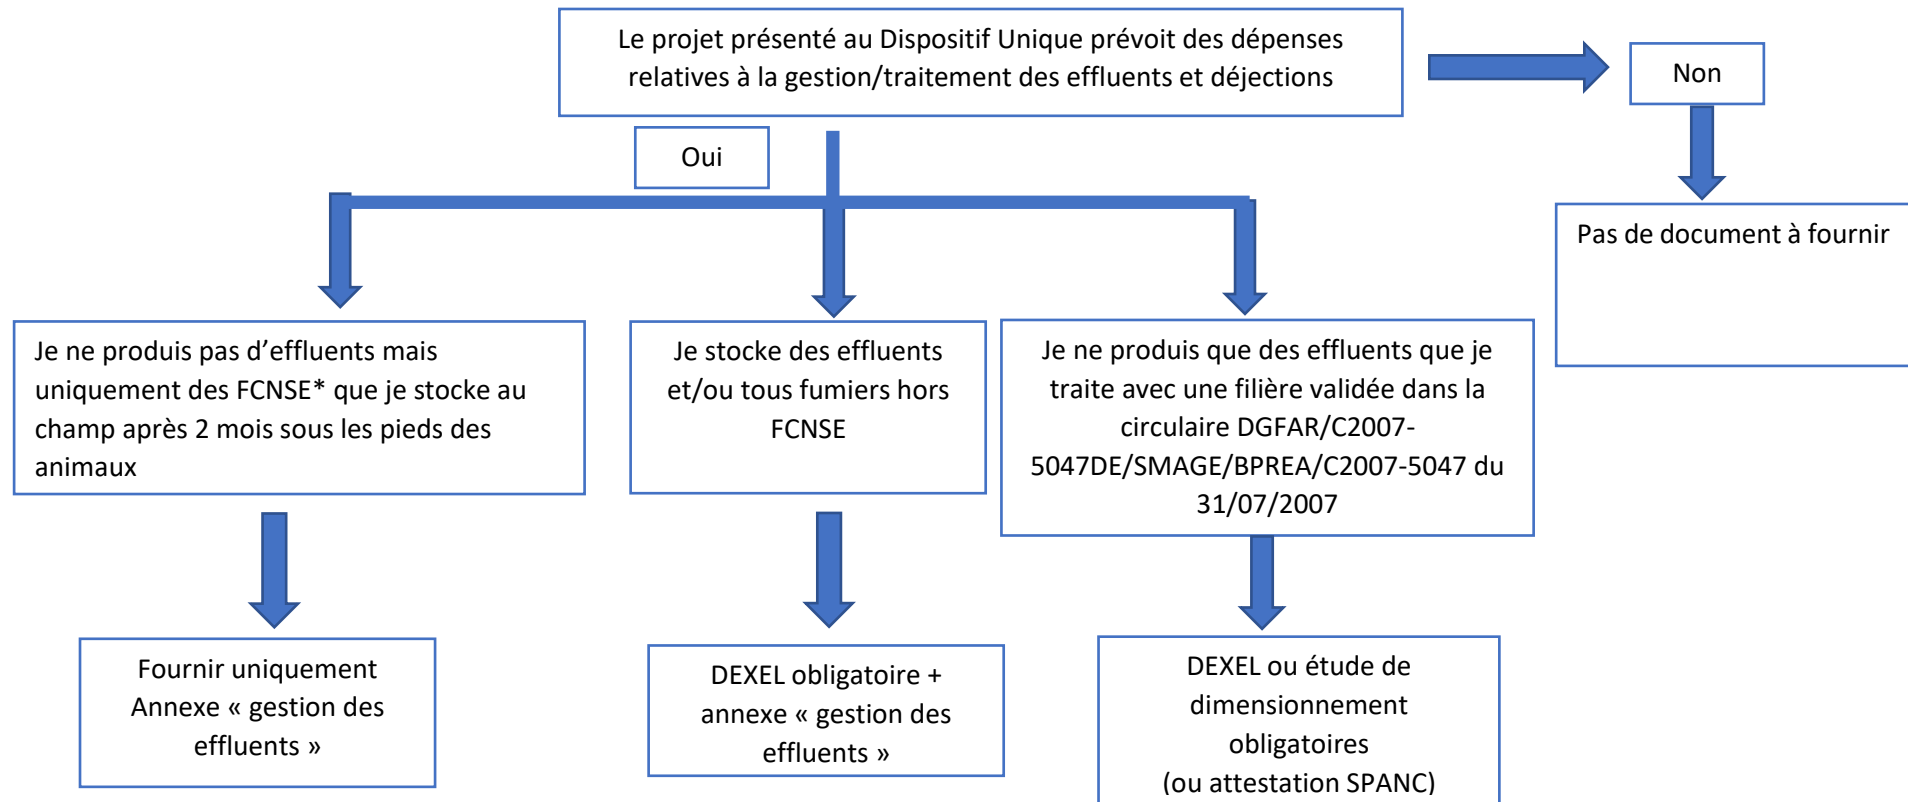 Le projet présenté au Dispositif Unique prévoit des dépenses
relatives à la gestion/traitement des effluents et déjections
Non
Oui
Pas de document à fournir
Je ne produis pas d’effluents mais
uniquement des FCNSE* que je stocke au
champ après 2 mois sous les pieds des
animaux
Je stocke des effluents
et/ou tous fumiers hors
FCNSE
Je ne produis que des effluents que je
traite avec une filière validée dans la
circulaire DGFAR/C2007-
5047DE/SMAGE/BPREA/C2007-5047 du
31/07/2007
Fournir uniquement
Annexe « gestion des
effluents »
DEXEL obligatoire +
annexe « gestion des
effluents »
DEXEL ou étude de
dimensionnement
obligatoires
(ou attestation SPANC)